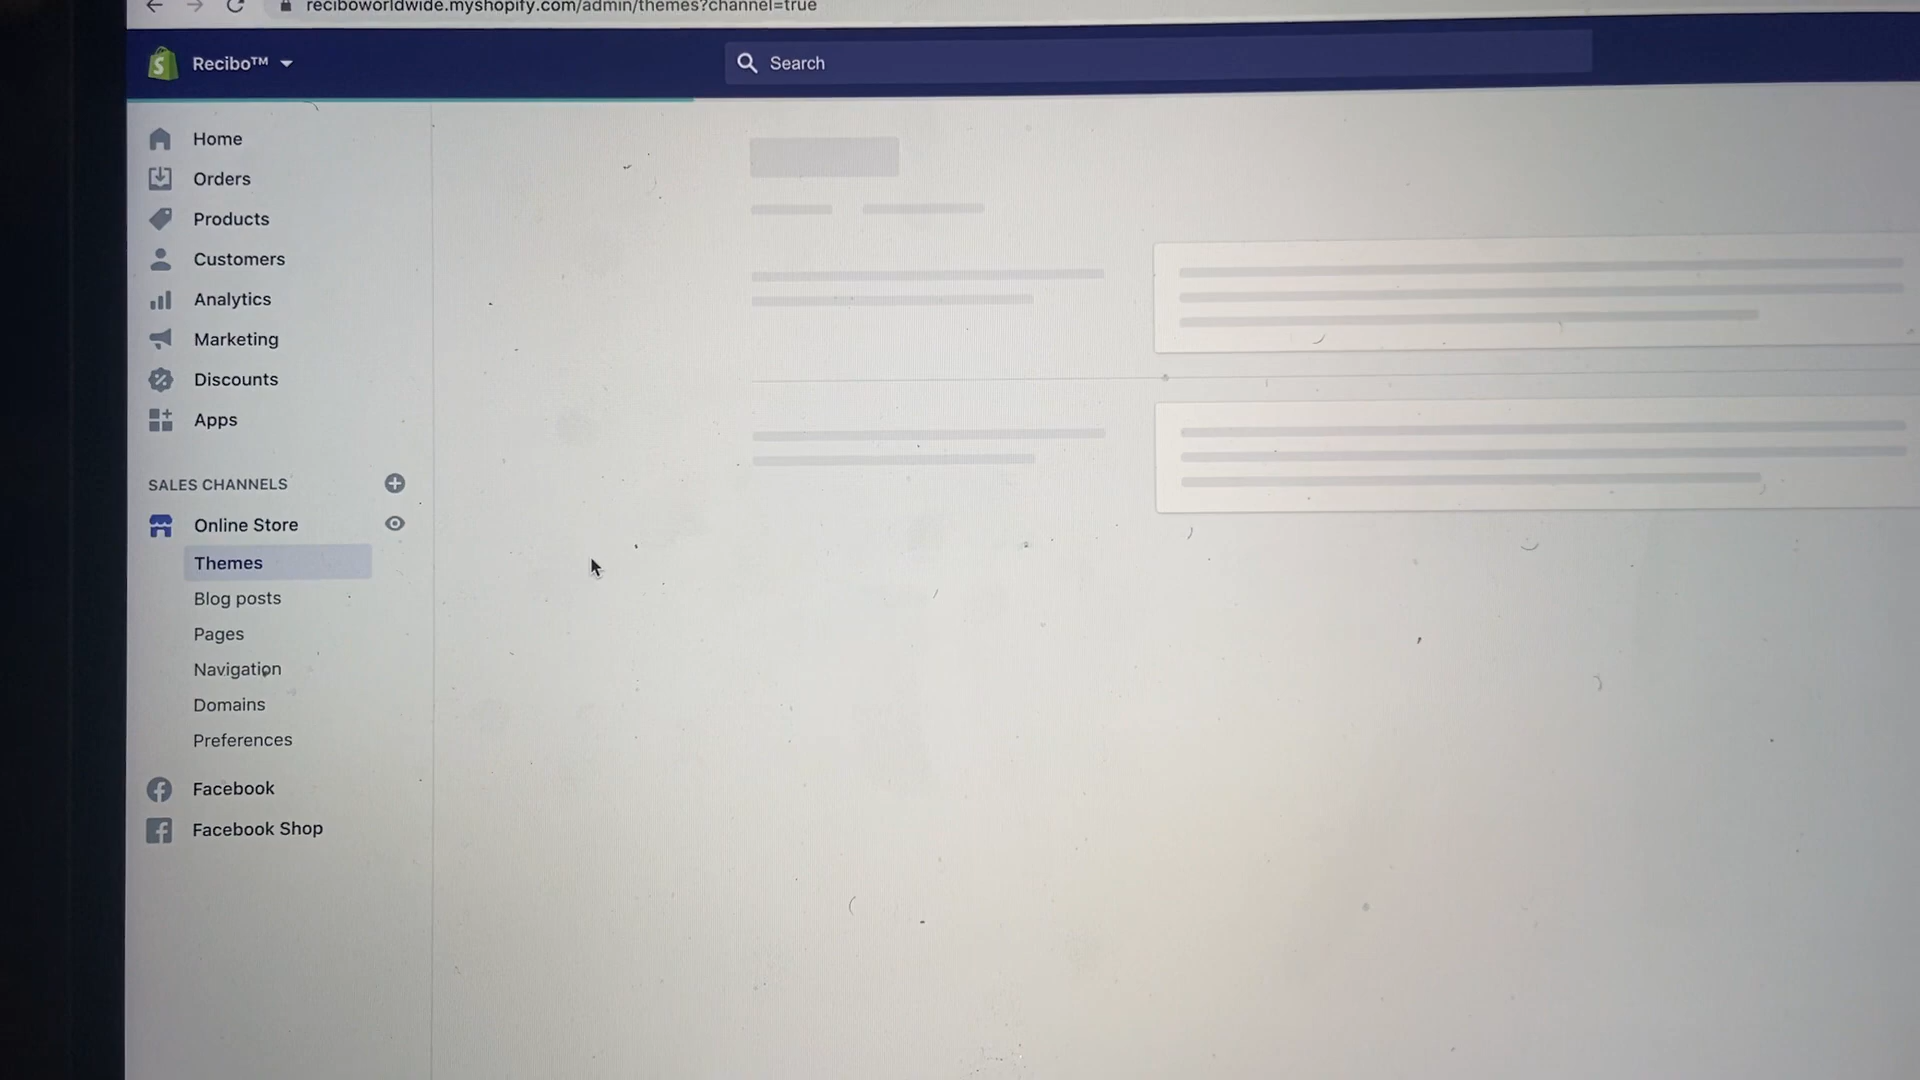 reciboworldwide.myshopify.com/admin/themes?channel=true
Recibo™
Search
Home
Orders
Products
Customers
Analytics
Marketing
Discounts
Apps
SALES CHANNELS
Online Store
Themes
Blog posts
Pages
Navigation
Domains
Preferences
Facebook
Facebook Shop